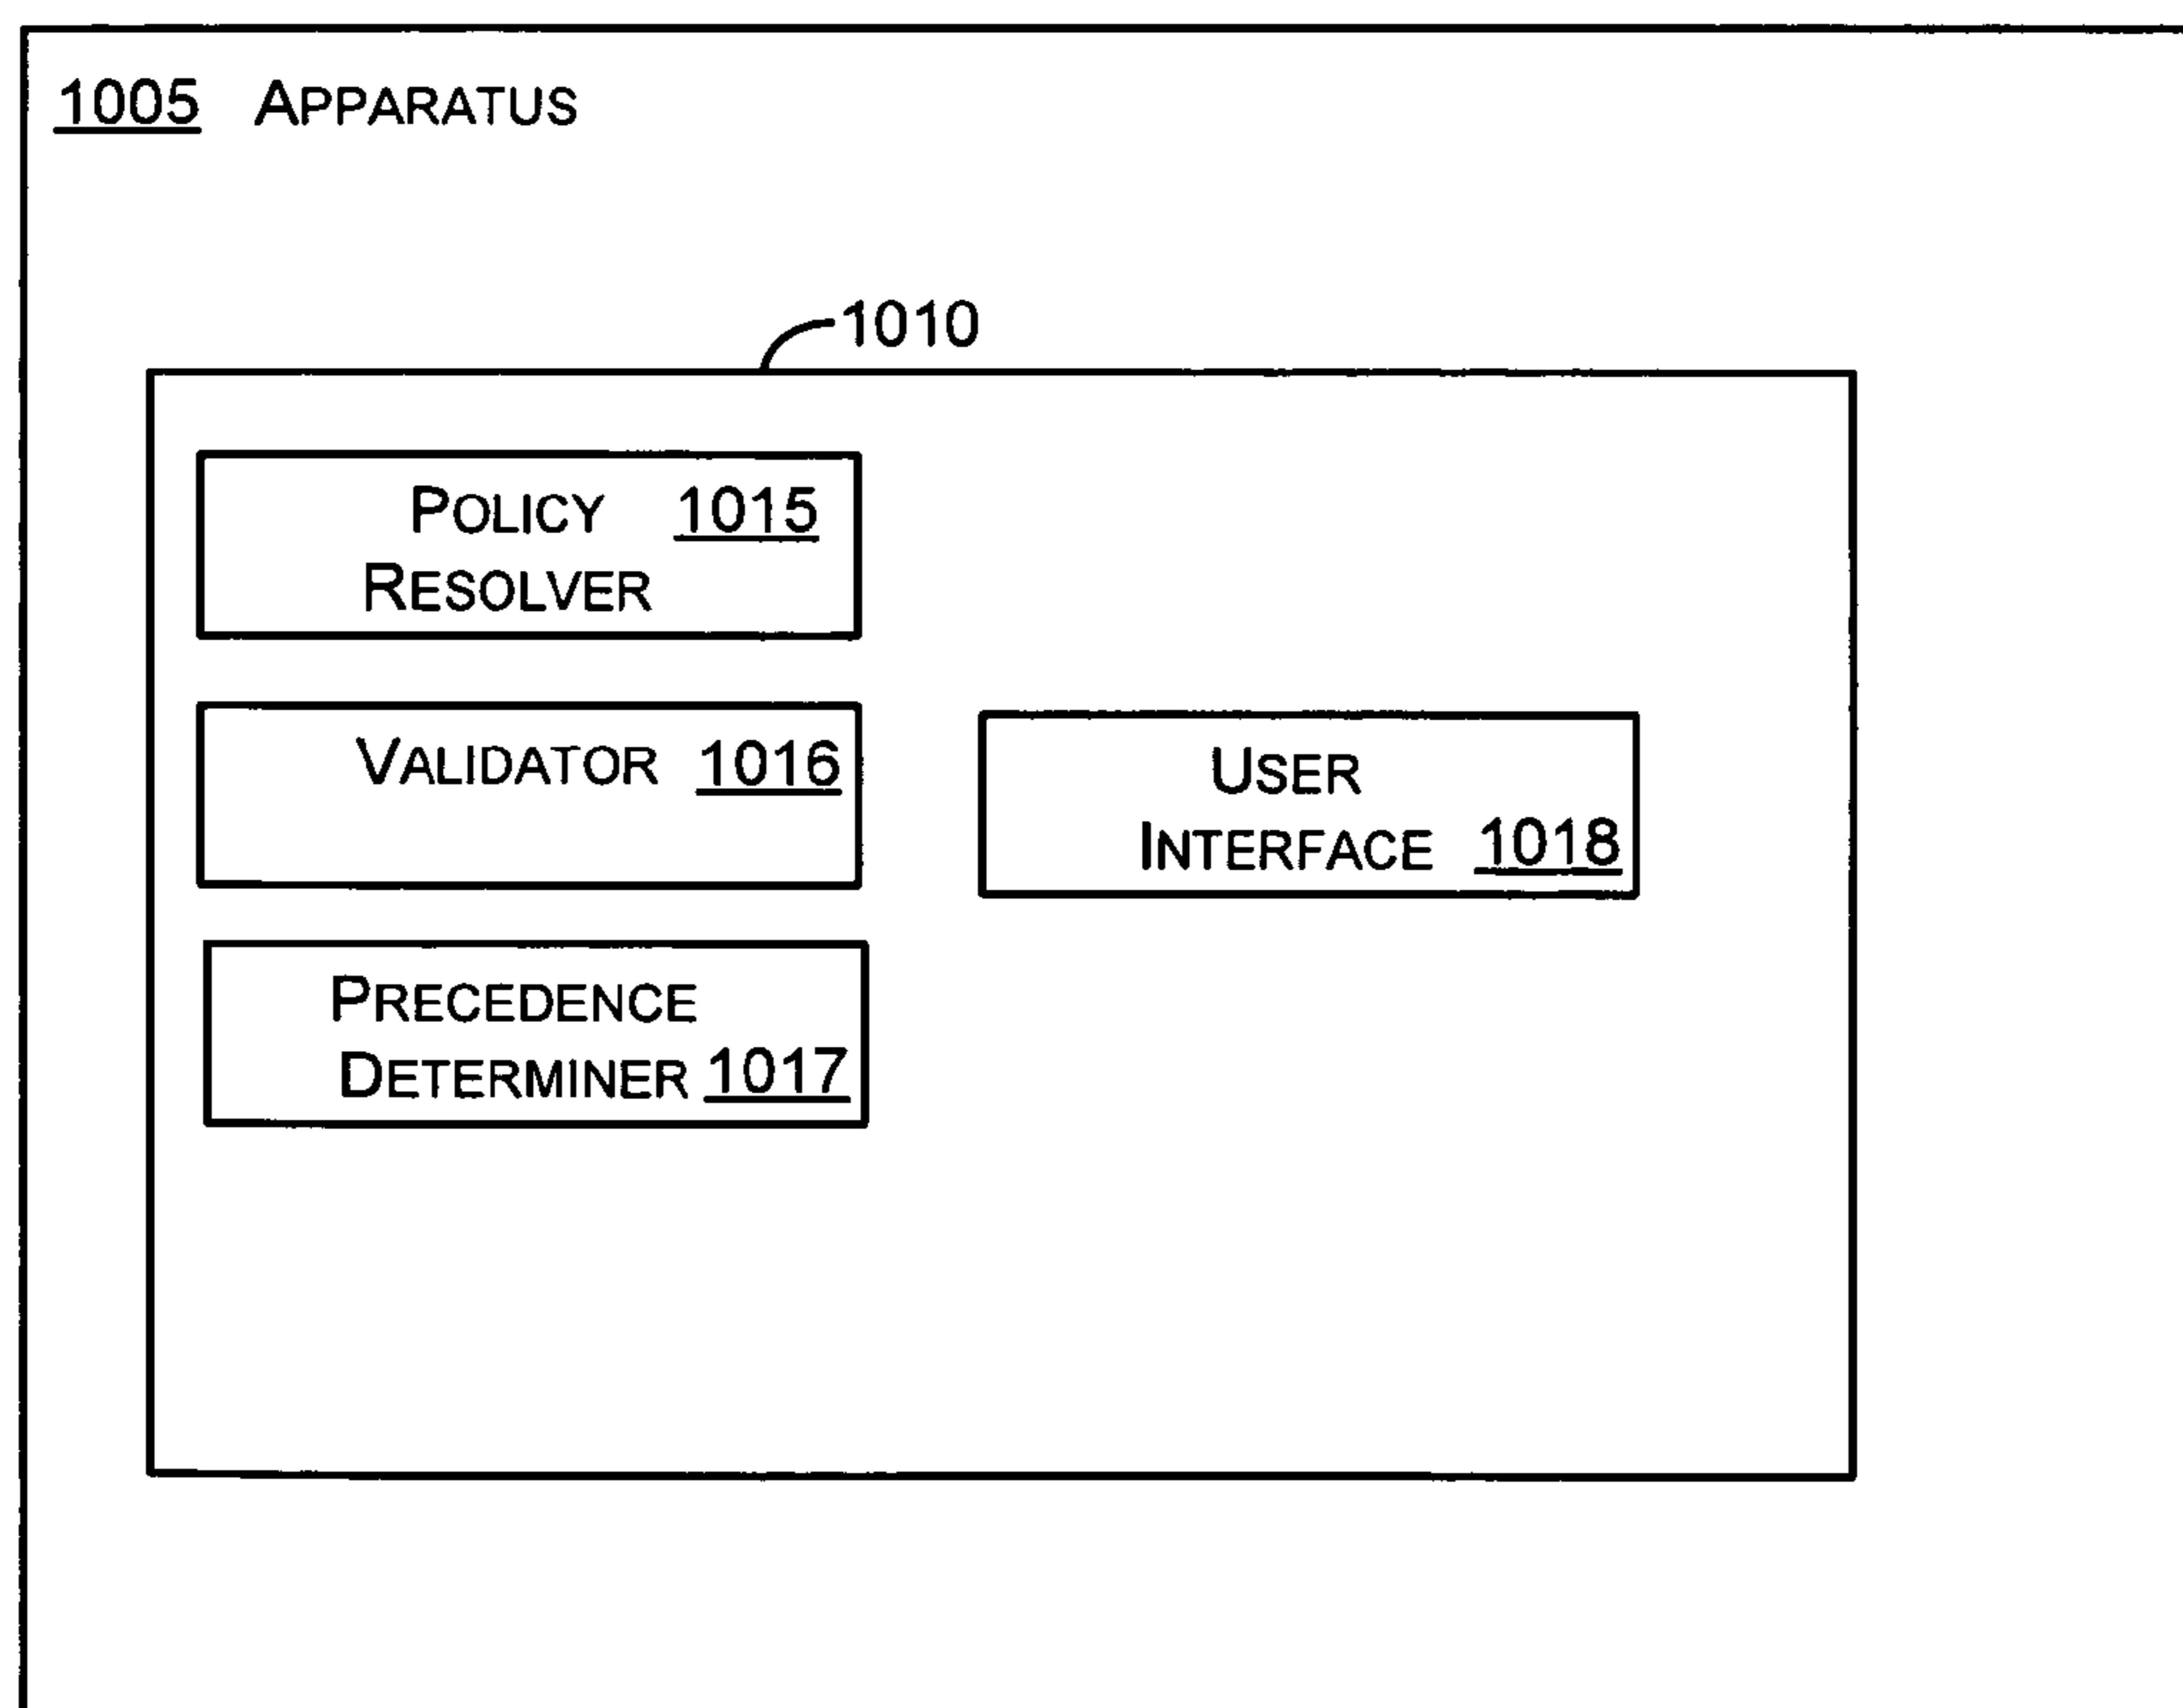 1005 APPARATUS
1010
POLICY 1015
RESOLVER
VALIDATOR 1016
USER
INTERFACE 1018
PRECEDENCE
DETERMINER 1017